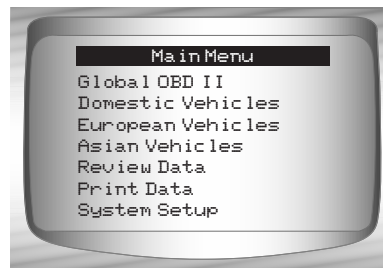 Main Menu
Global OBD II
Domestic Vehicles
European Vehicles
Asian Vehicles
Review Data
Print Data
System Setup